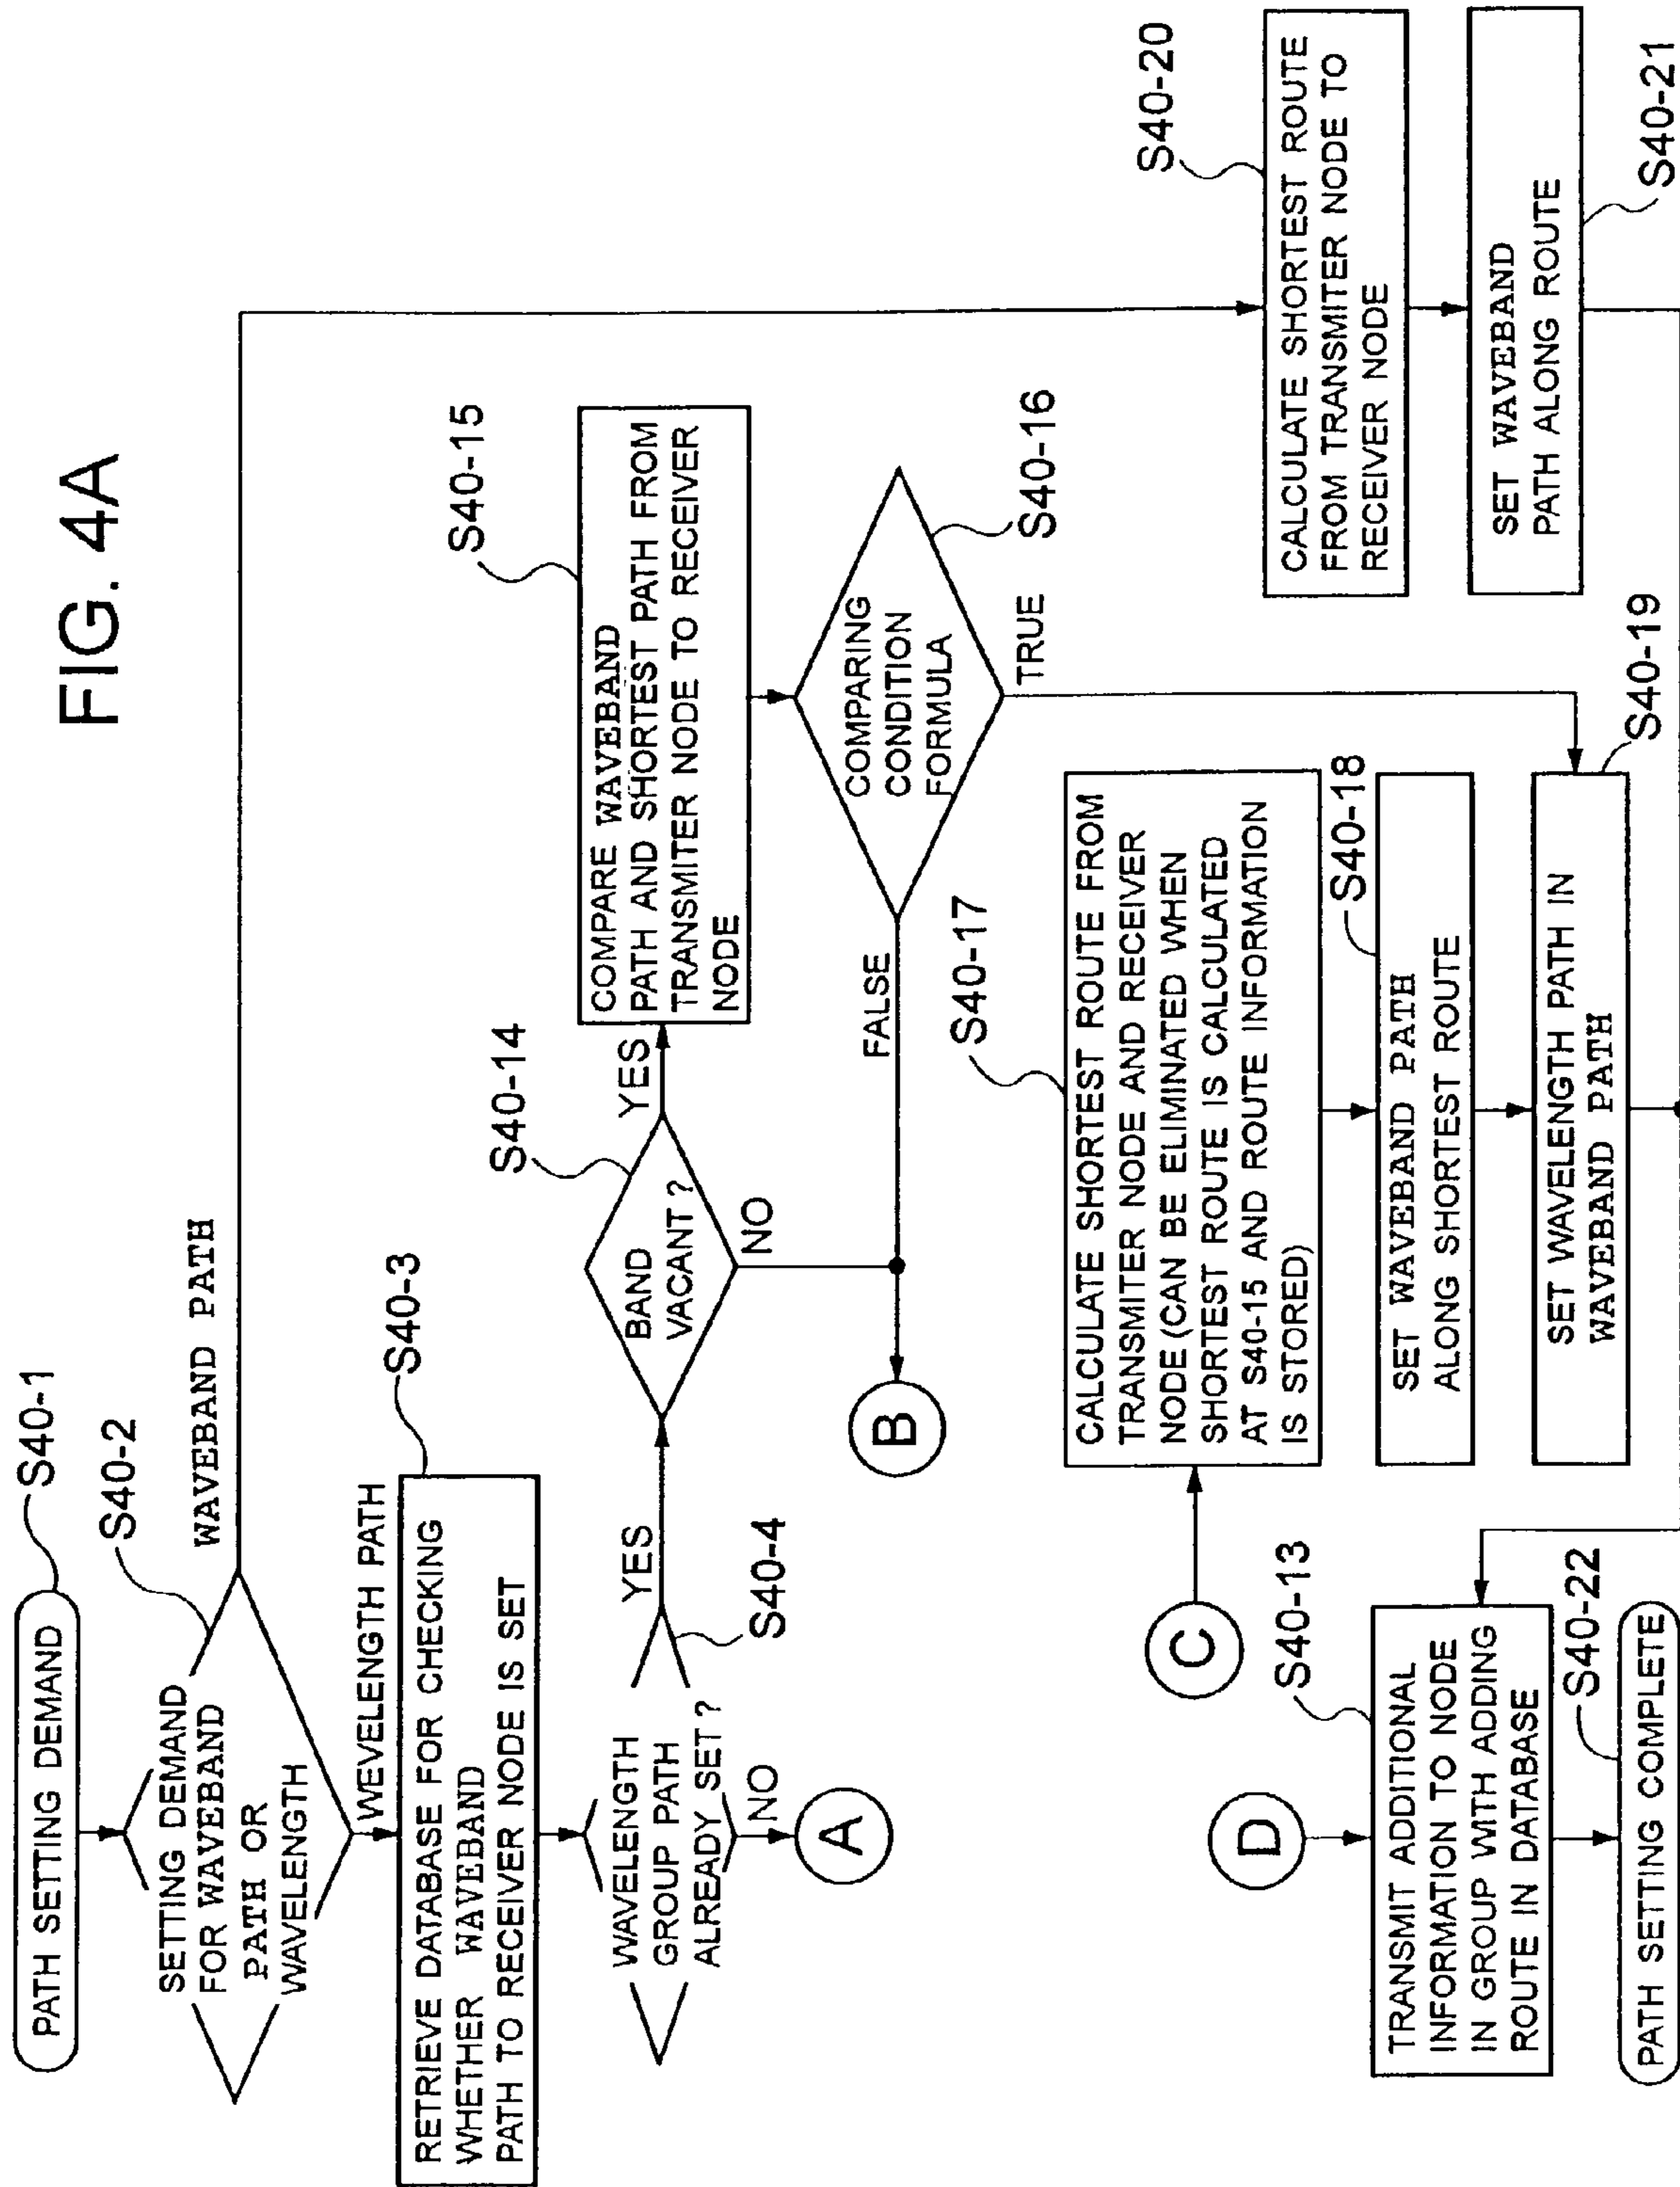 FIG. 4A
PATH SETTING DEMAND
S40-1
SETTING DEMAND
FOR WAVEBAND
PATH OR
WAVELENGTH
S40-2
WAVEBAND PATH
WEVELENGTH PATH
S40-3
RETRIEVE DATABASE FOR CHECKING
WHETHER WAVEBAND
PATH TO RECEIVER NODE IS SET
WAVELENGTH
GROUP PATH
ALREADY SET ?
YES
S40-4
NO
A
BAND
VACANT ?
S40-14
YES
NO
B
S40-15
COMPARE WAVEBAND
PATH AND SHORTEST PATH FROM
TRANSMITER NODE TO RECEIVER
NODE
COMPARING
CONDITION
FORMULA
S40-16
FALSE
TRUE
C
S40-17
CALCULATE SHORTEST ROUTE FROM
TRANSMITER NODE AND RECEIVER
NODE (CAN BE ELIMINATED WHEN
SHORTEST ROUTE IS CALCULATED
AT S40-15 AND ROUTE INFORMATION
IS STORED)
S40-18
SET WAVEBAND PATH
ALONG SHORTEST ROUTE
SET WAVELENGTH PATH IN
WAVEBAND PATH
S40-19
S40-20
CALCULATE SHORTEST ROUTE
FROM TRANSMITER NODE TO
RECEIVER NODE
SET WAVEBAND
PATH ALONG ROUTE
S40-21
D
S40-13
TRANSMIT ADDITIONAL
INFORMATION TO NODE
IN GROUP WITH ADDING
ROUTE IN DATABASE
S40-22
PATH SETTING COMPLETE